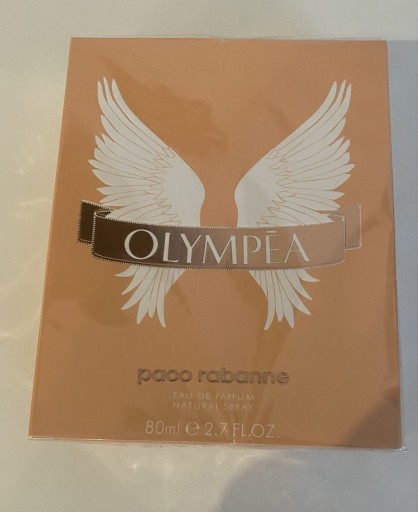 OLYMPĒA
paco rabanne
EAU DE PARFUM
NATURAL SPRAY
80ml ℮ 2.7 FL.OZ.